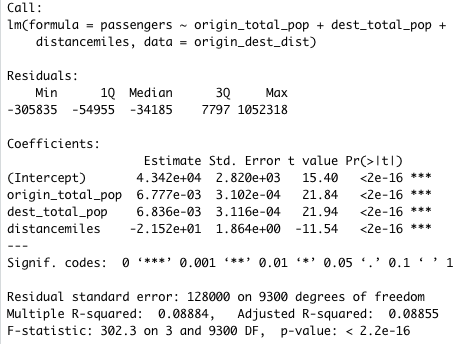 Call:
lm(formula = passengers ~ origin_total_pop + dest_total_pop +
    distancemiles, data = origin_dest_dist)

Residuals:
    Min      1Q  Median      3Q     Max
-305835  -54955  -34185    7797 1052318

Coefficients:
                   Estimate Std. Error t value Pr(>|t|)
(Intercept)       4.342e+04  2.820e+03   15.40   <2e-16 ***
origin_total_pop  6.777e-03  3.102e-04   21.84   <2e-16 ***
dest_total_pop    6.836e-03  3.116e-04   21.94   <2e-16 ***
distancemiles    -2.152e+01  1.864e+00  -11.54   <2e-16 ***
---
Signif. codes:  0 ‘***’ 0.001 ‘**’ 0.01 ‘*’ 0.05 ‘.’ 0.1 ‘ ’ 1

Residual standard error: 128000 on 9300 degrees of freedom
Multiple R-squared:  0.08884,	Adjusted R-squared:  0.08855
F-statistic: 302.3 on 3 and 9300 DF,  p-value: < 2.2e-16